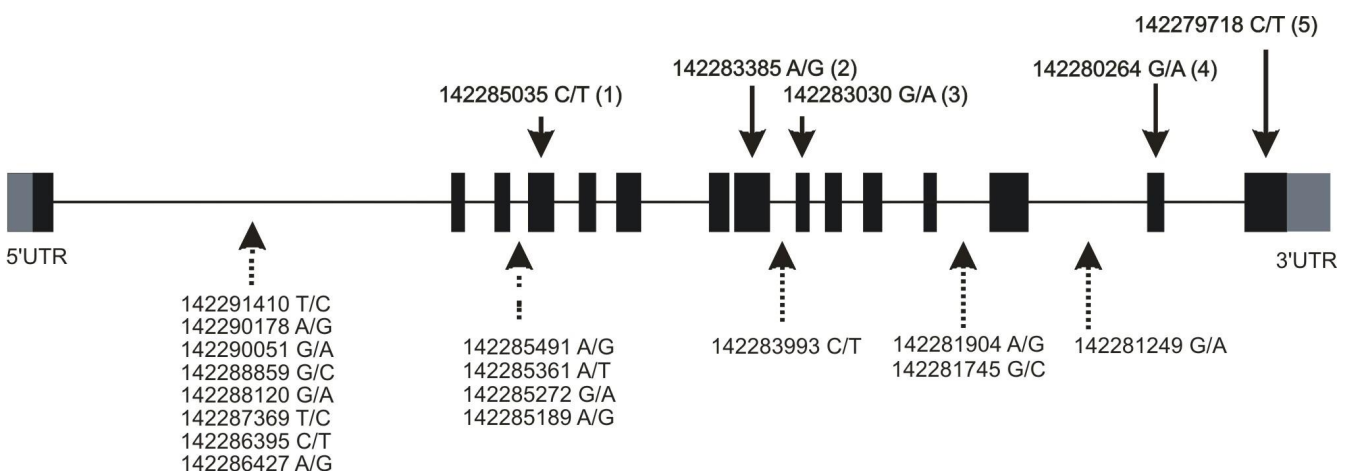 142279718 C/T (5)
142283385 A/G (2)
142280264 G/A (4)
142285035 C/T (1)
142283030 G/A (3)
5'UTR
3'UTR
142291410 T/C
142290178 A/G
142290051 G/A
142288859 G/C
142288120 G/A
142287369 T/C
142286395 C/T
142286427 A/G
142285491 A/G
142285361 A/T
142285272 G/A
142285189 A/G
142283993 C/T
142281904 A/G
142281745 G/C
142281249 G/A